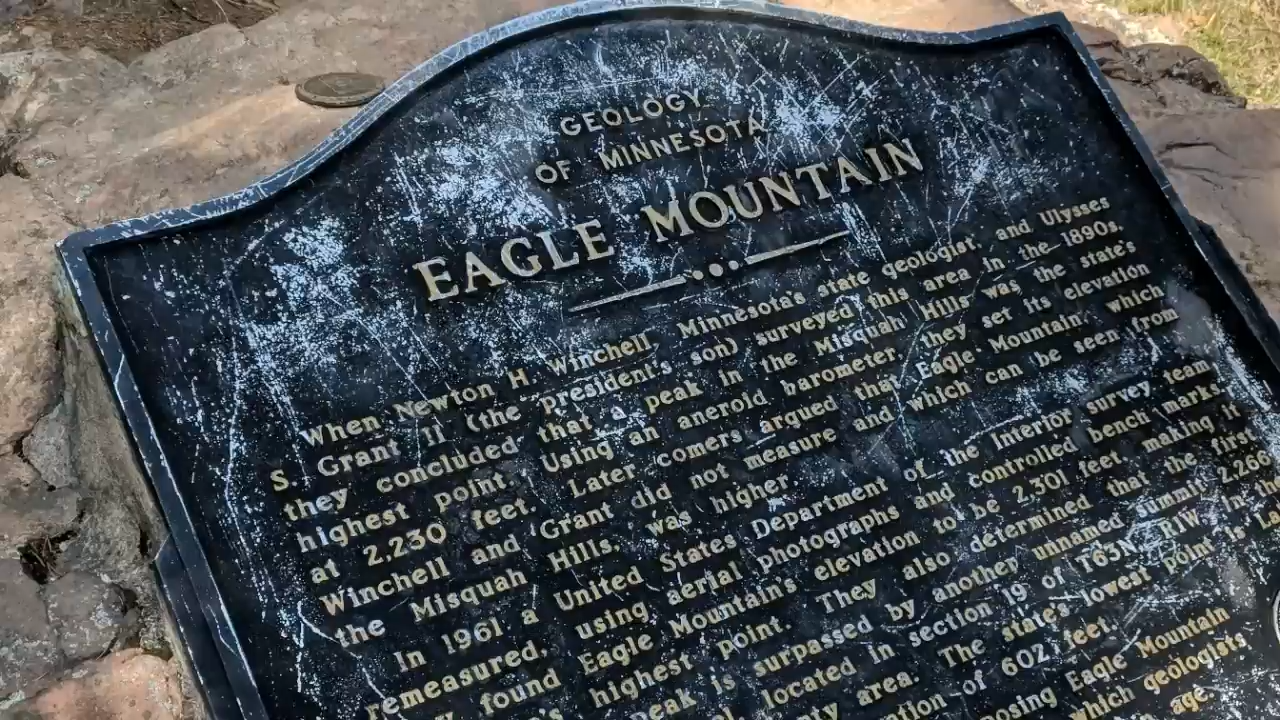 GEOLOGY
OF MINNESOTA
EAGLE MOUNTAIN
When Newton H. Winchell, Minnesota's state geologist, and Ulysses
S. Grant II (the president's son) surveyed this area in the 1890s,
they concluded that a peak in the Misquah Hills was the state's
highest point. Using an aneroid barometer, they set its elevation
at 2,230 feet. Later comers argued that Eagle Mountain, which
Winchell and Grant did not measure and which can be seen from
the Misquah Hills, was higher.
In 1961 a United States Department of the Interior survey team
remeasured, using aerial photographs and controlled bench marks.
found Eagle Mountain's elevation to be 2,301 feet, making it
highest point. They also determined that the first
peak is surpassed by another unnamed summit, 2,266
located in section 19 of T63N, R1W, in the
area. The state's lowest point is
of 602 feet.
Eagle Mountain
which geologists
age.